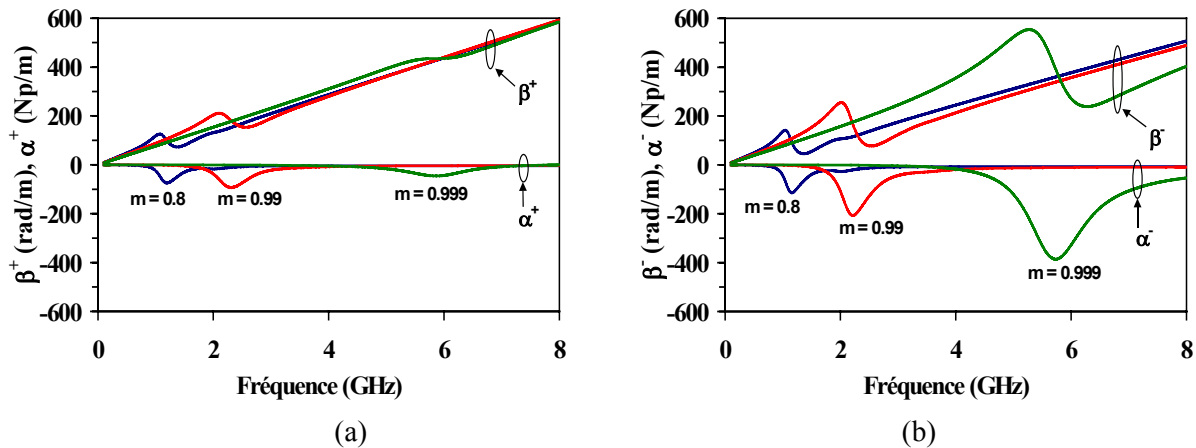 β⁺ (rad/m), α⁺ (Np/m)
600
400
200
0
-200
-400
-600
β⁺
α⁺
m = 0.8
m = 0.99
m = 0.999
0
2
4
6
8
Fréquence (GHz)
(a)
β⁻ (rad/m), α⁻ (Np/m)
600
400
200
0
-200
-400
-600
β⁻
α⁻
m = 0.8
m = 0.99
m = 0.999
0
2
4
6
8
Fréquence (GHz)
(b)